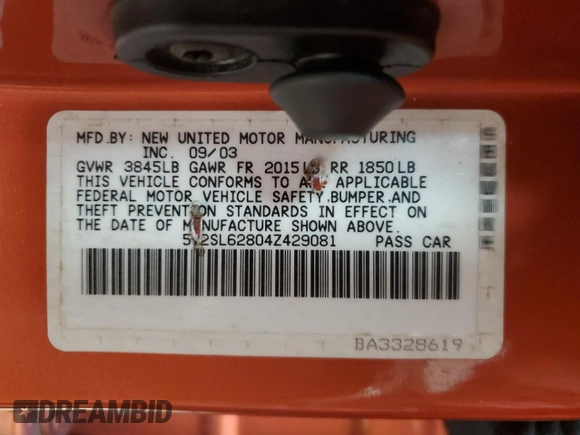 MFD.BY: NEW UNITED MOTOR MANUFACTURING
INC. 09/03
GVWR 3845LB GAWR FR 2015LB RR 1850LB
THIS VEHICLE CONFORMS TO ALL APPLICABLE
FEDERAL MOTOR VEHICLE SAFETY,BUMPER,AND
THEFT PREVENTION STANDARDS IN EFFECT ON
THE DATE OF MANUFACTURE SHOWN ABOVE.
5Y2SL62804Z429081 PASS CAR
BA3328619
DREAMBID